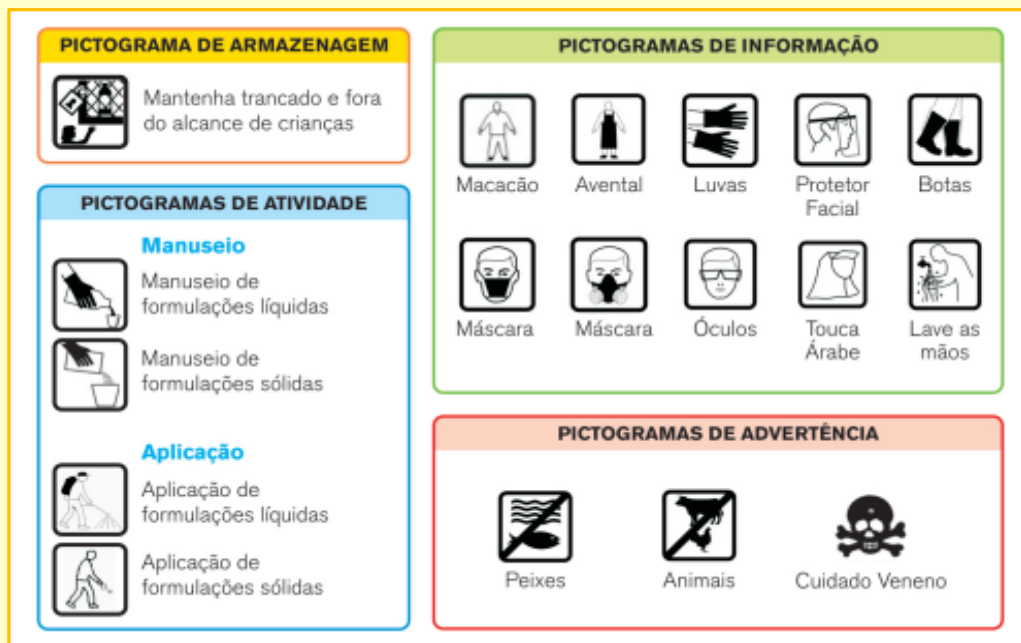 PICTOGRAMA DE ARMAZENAGEM
Mantenha trancado e fora
do alcance de crianças
PICTOGRAMAS DE ATIVIDADE
Manuseio
Manuseio de
formulações líquidas
Manuseio de
formulações sólidas
Aplicação
Aplicação de
formulações líquidas
Aplicação de
formulações sólidas
PICTOGRAMAS DE INFORMAÇÃO
Macacão
Avental
Luvas
Protetor
Facial
Botas
Máscara
Máscara
Óculos
Touca
Árabe
Lave as
mãos
PICTOGRAMAS DE ADVERTÊNCIA
Peixes
Animais
Cuidado Veneno